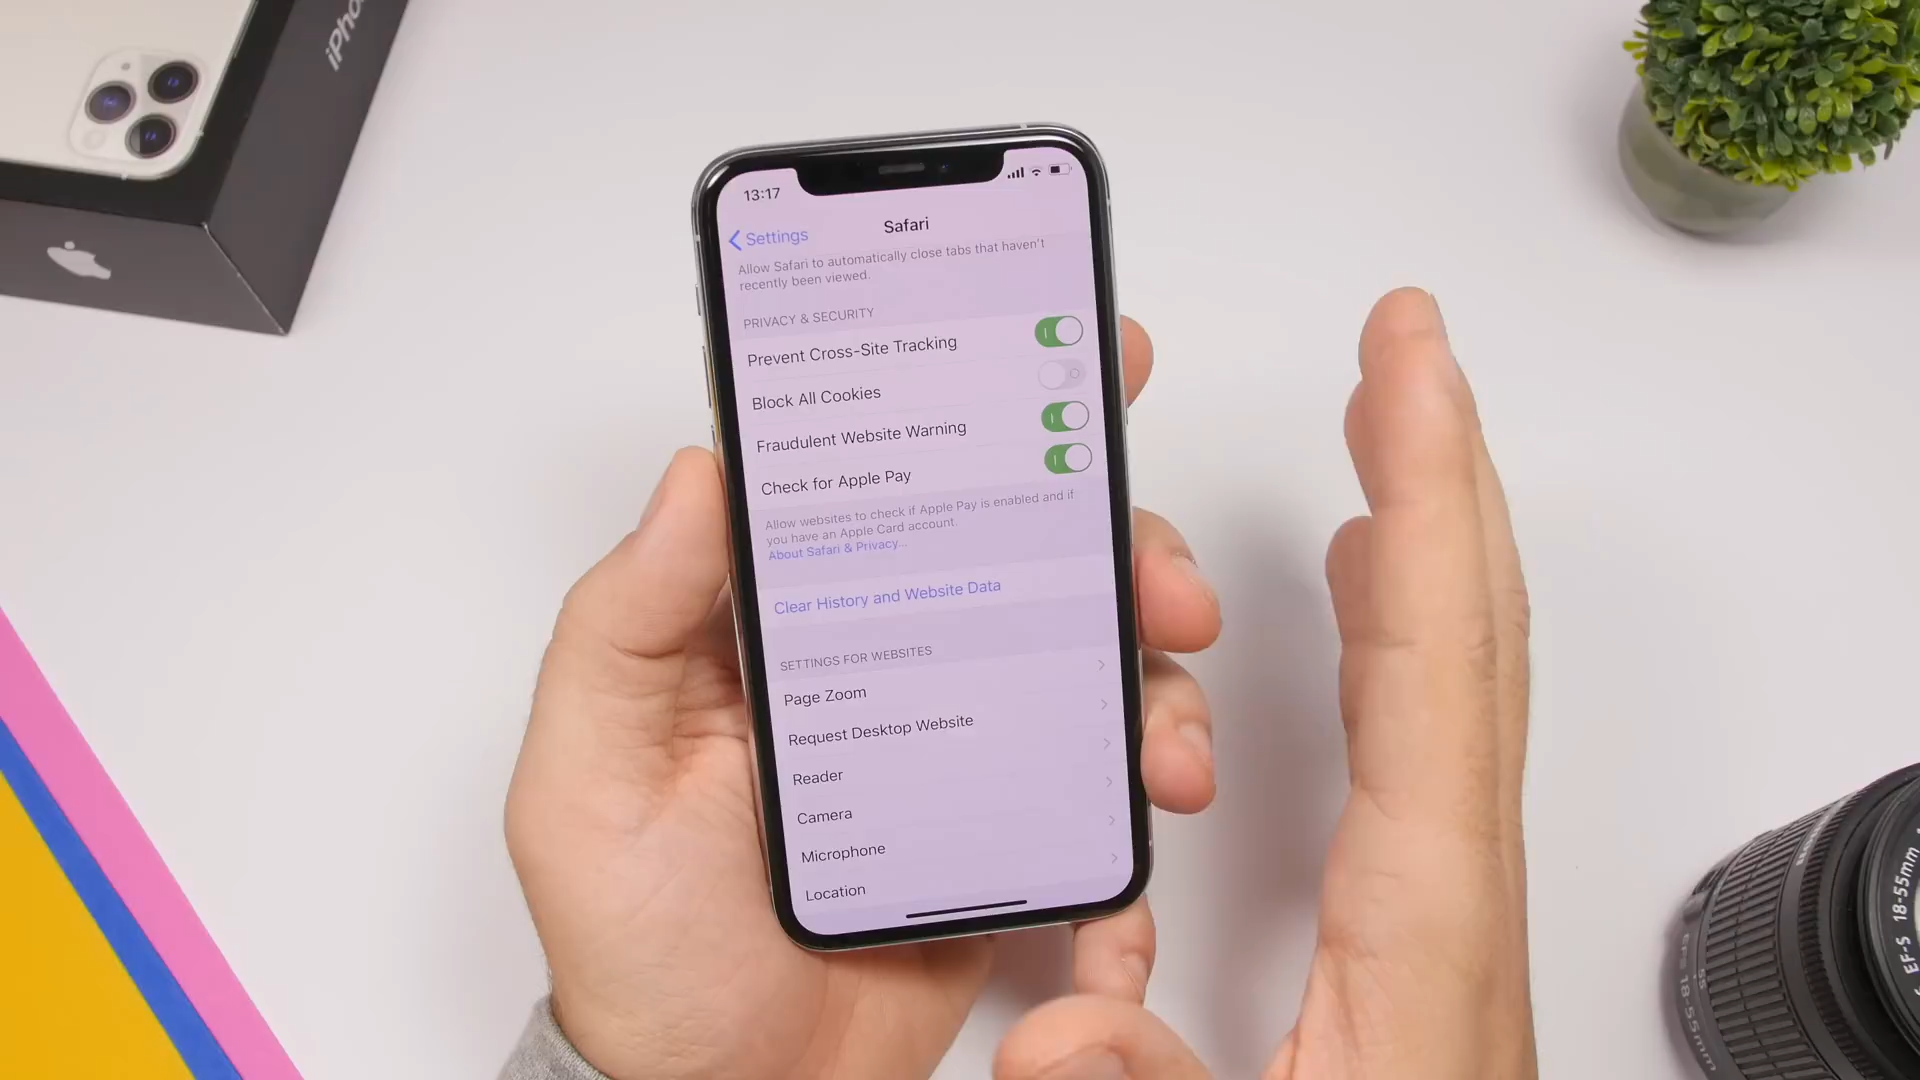 iPho
13:17
Settings
Safari
Allow Safari to automatically close tabs that haven't
recently been viewed.
PRIVACY & SECURITY
Prevent Cross-Site Tracking
Block All Cookies
Fraudulent Website Warning
Check for Apple Pay
Allow websites to check if Apple Pay is enabled and if
you have an Apple Card account.
About Safari & Privacy...
Clear History and Website Data
SETTINGS FOR WEBSITES
Page Zoom
Request Desktop Website
Reader
Camera
Microphone
Location
EF-S 18-55mm
EFS 18-55mm